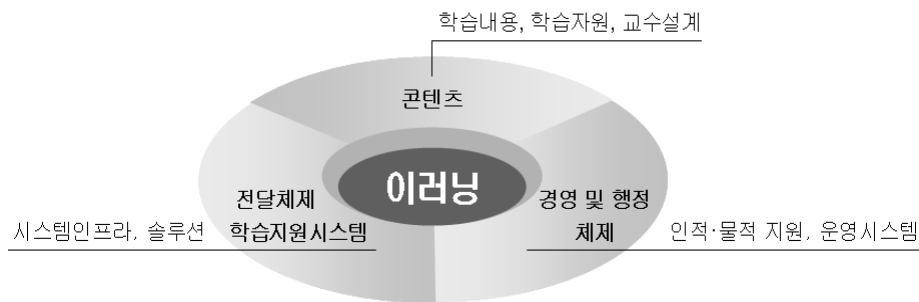 학습내용, 학습자원, 교수설계
콘텐츠
이러닝
전달체제
학습지원시스템
시스템인프라, 솔루션
경영 및 행정
체제
인적·물적 지원, 운영시스템